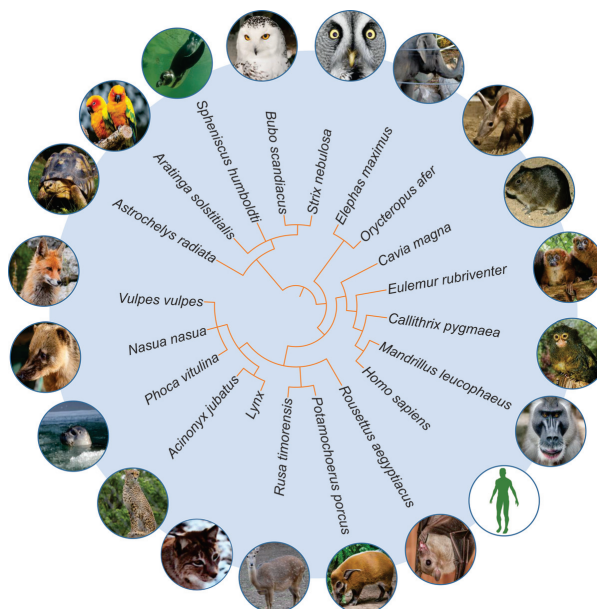 Spheniscus humboldti
Bubo scandiacus
Strix nebulosa
Elephas maximus
Orycteropus afer
Cavia magna
Eulemur rubriventer
Callithrix pygmaea
Mandrillus leucophaeus
Homo sapiens
Rousettus aegyptiacus
Potamochoerus porcus
Rusa timorensis
Lynx
Acinonyx jubatus
Phoca vitulina
Nasua nasua
Vulpes vulpes
Astrochelys radiata
Aratinga solstitialis